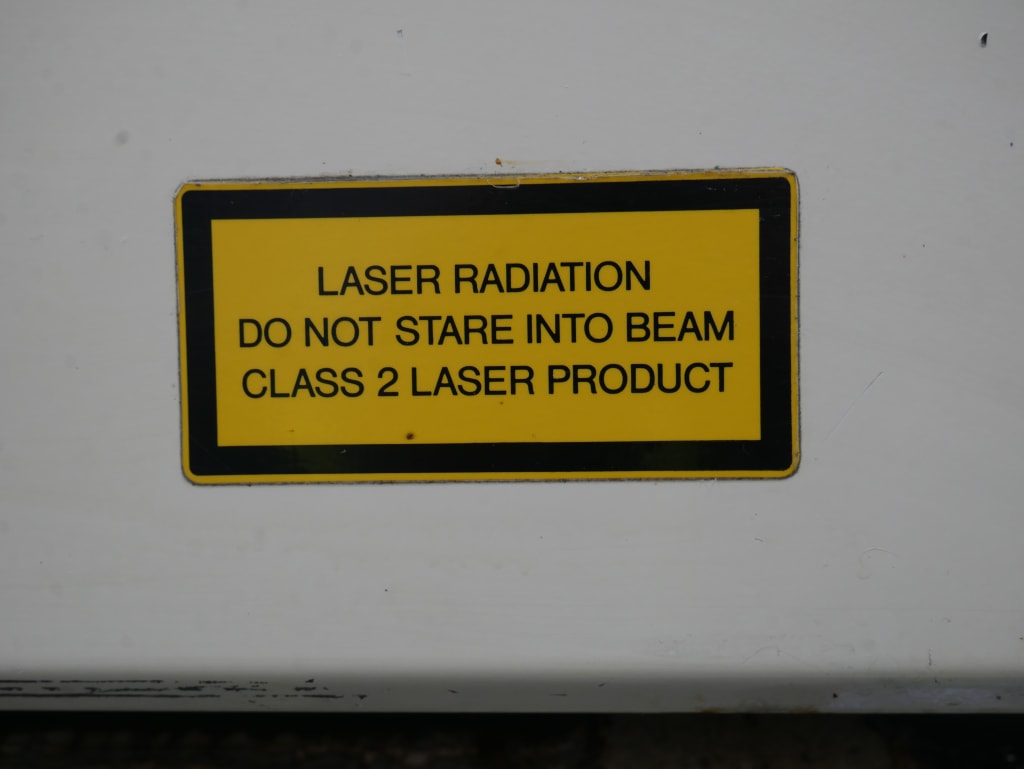 LASER RADIATION
DO NOT STARE INTO BEAM
CLASS 2 LASER PRODUCT